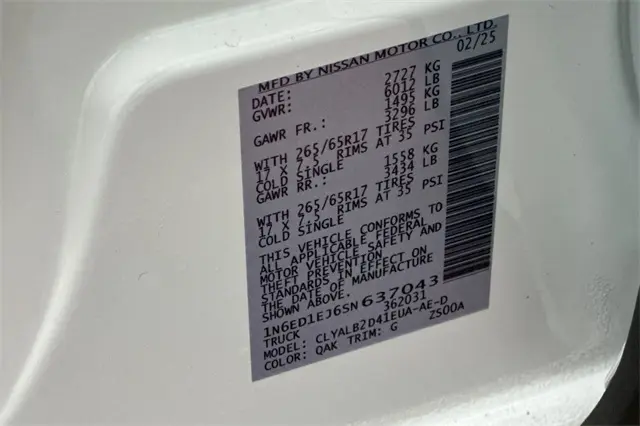 MFD BY NISSAN MOTOR CO., LTD.
DATE: 02/25
GVWR: 2727 KG
6012 LB
GAWR FR.: 1495 KG
3296 LB
WITH 265/65R17 TIRES
17 X 7.5 RIMS AT 35 PSI
COLD SINGLE
GAWR RR.: 1558 KG
3434 LB
WITH 265/65R17 TIRES
17 X 7.5 RIMS AT 35 PSI
COLD SINGLE
THIS VEHICLE CONFORMS TO
ALL APPLICABLE FEDERAL
MOTOR VEHICLE SAFETY AND
THEFT PREVENTION
STANDARDS IN EFFECT ON
THE DATE OF MANUFACTURE
SHOWN ABOVE.
1N6ED1EJ6SN637043
TRUCK 362031
MODEL: CLYALB2D41EUA-AE-D
COLOR: QAK TRIM: G ZS00A